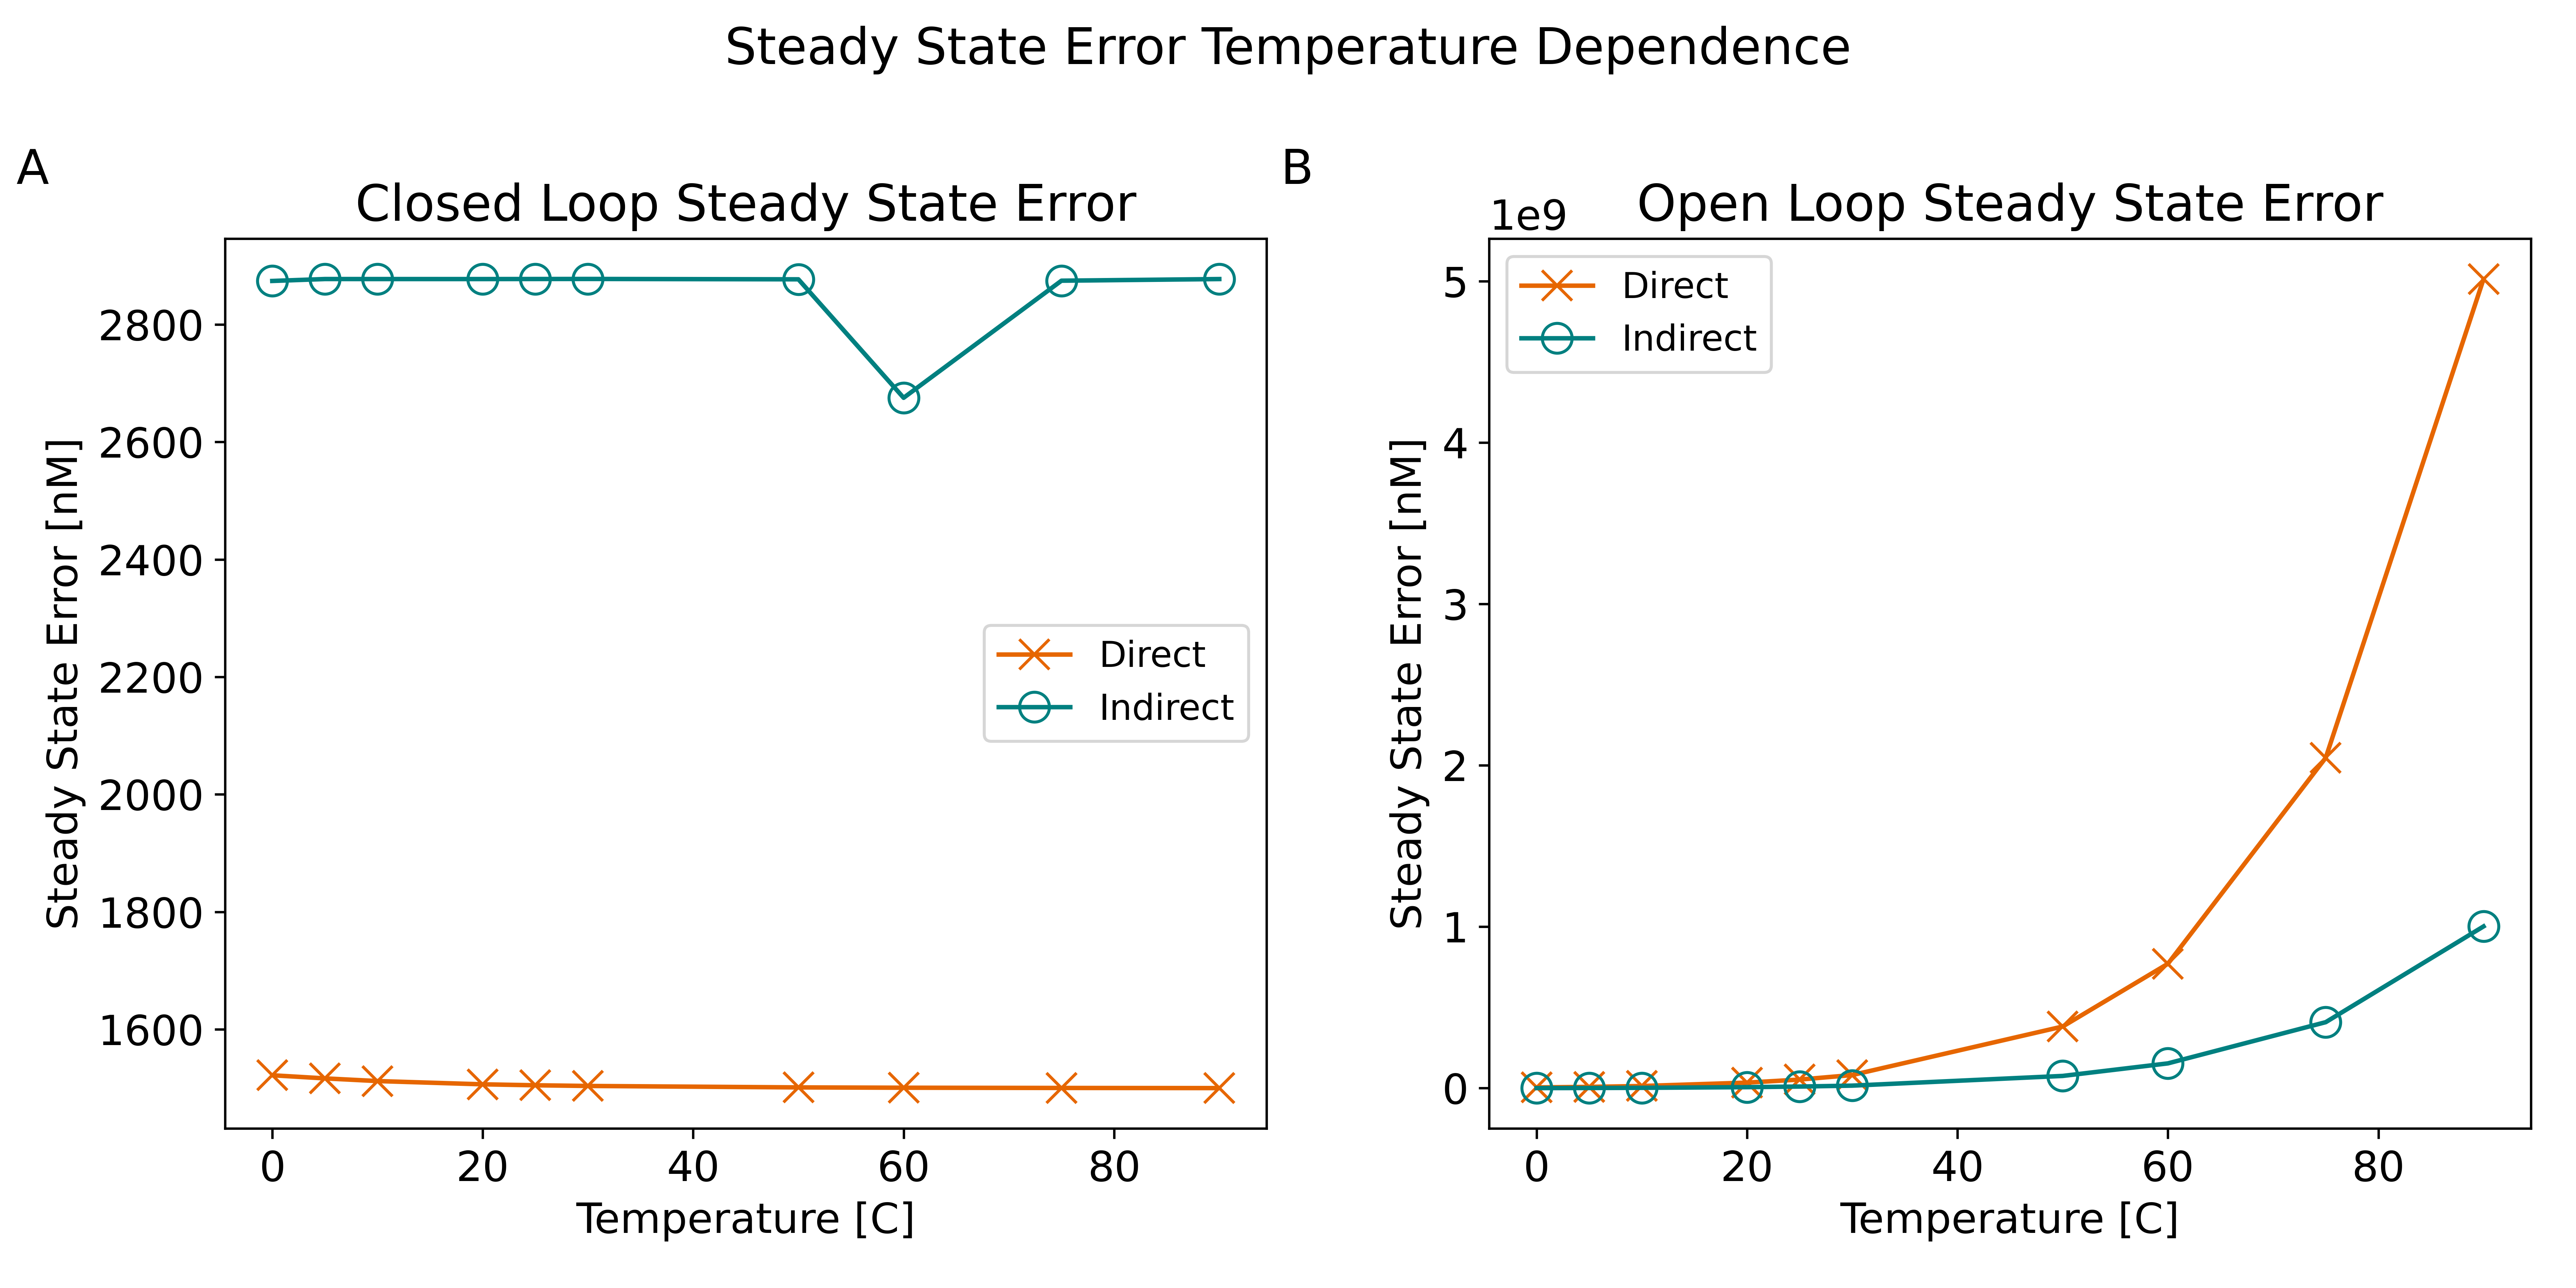 Steady State Error Temperature Dependence
A
Closed Loop Steady State Error
Steady State Error [nM]
2800
2600
2400
2200
2000
1800
1600
Direct
Indirect
0 20 40 60 80
Temperature [C]
B
Open Loop Steady State Error
1e9
Steady State Error [nM]
5
4
3
2
1
0
Direct
Indirect
0 20 40 60 80
Temperature [C]